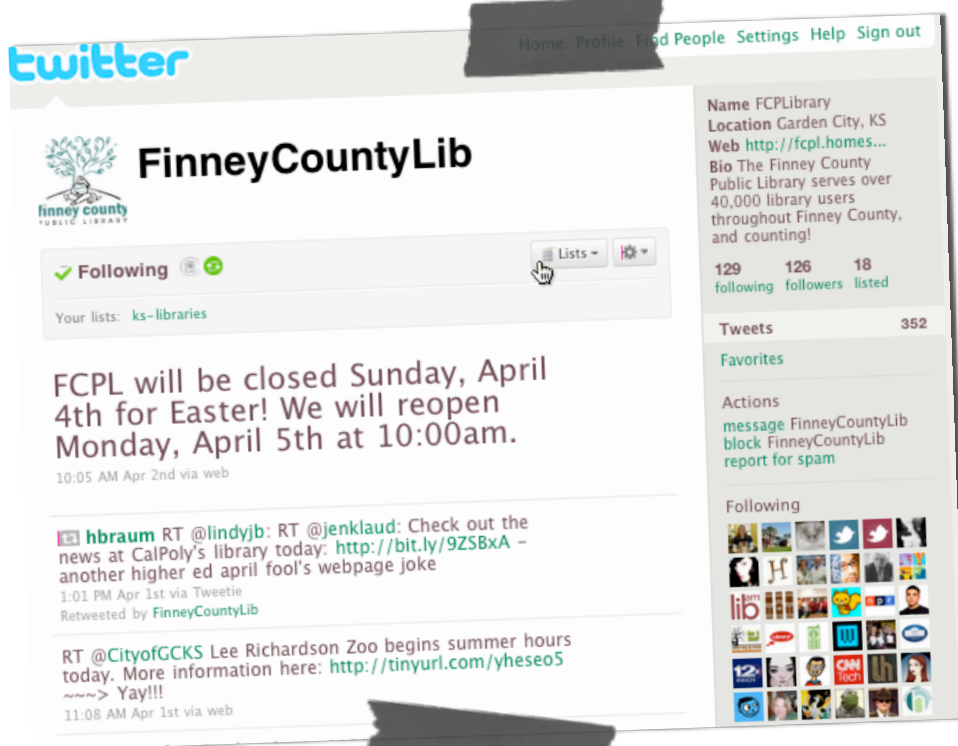 twitter
Home Profile Find People Settings Help Sign out
finney county
PUBLIC LIBRARY
FinneyCountyLib
Following
Lists
Your lists: ks-libraries
FCPL will be closed Sunday, April
4th for Easter! We will reopen
Monday, April 5th at 10:00am.
10:05 AM Apr 2nd via web
hbraum RT @lindyjb: RT @jenklaud: Check out the
news at CalPoly's library today: http://bit.ly/9ZSBxA –
another higher ed april fool's webpage joke
1:01 PM Apr 1st via Tweetie
Retweeted by FinneyCountyLib
RT @CityofGCKS Lee Richardson Zoo begins summer hours
today. More information here: http://tinyurl.com/yheseo5
~~~> Yay!!!
11:08 AM Apr 1st via web
Name FCPLibrary
Location Garden City, KS
Web http://fcpl.homes...
Bio The Finney County
Public Library serves over
40,000 library users
throughout Finney County,
and counting!
129 126 18
following followers listed
Tweets 352
Favorites
Actions
message FinneyCountyLib
block FinneyCountyLib
report for spam
Following
H
lib
npr
W
12
CNN
Tech
lh
h